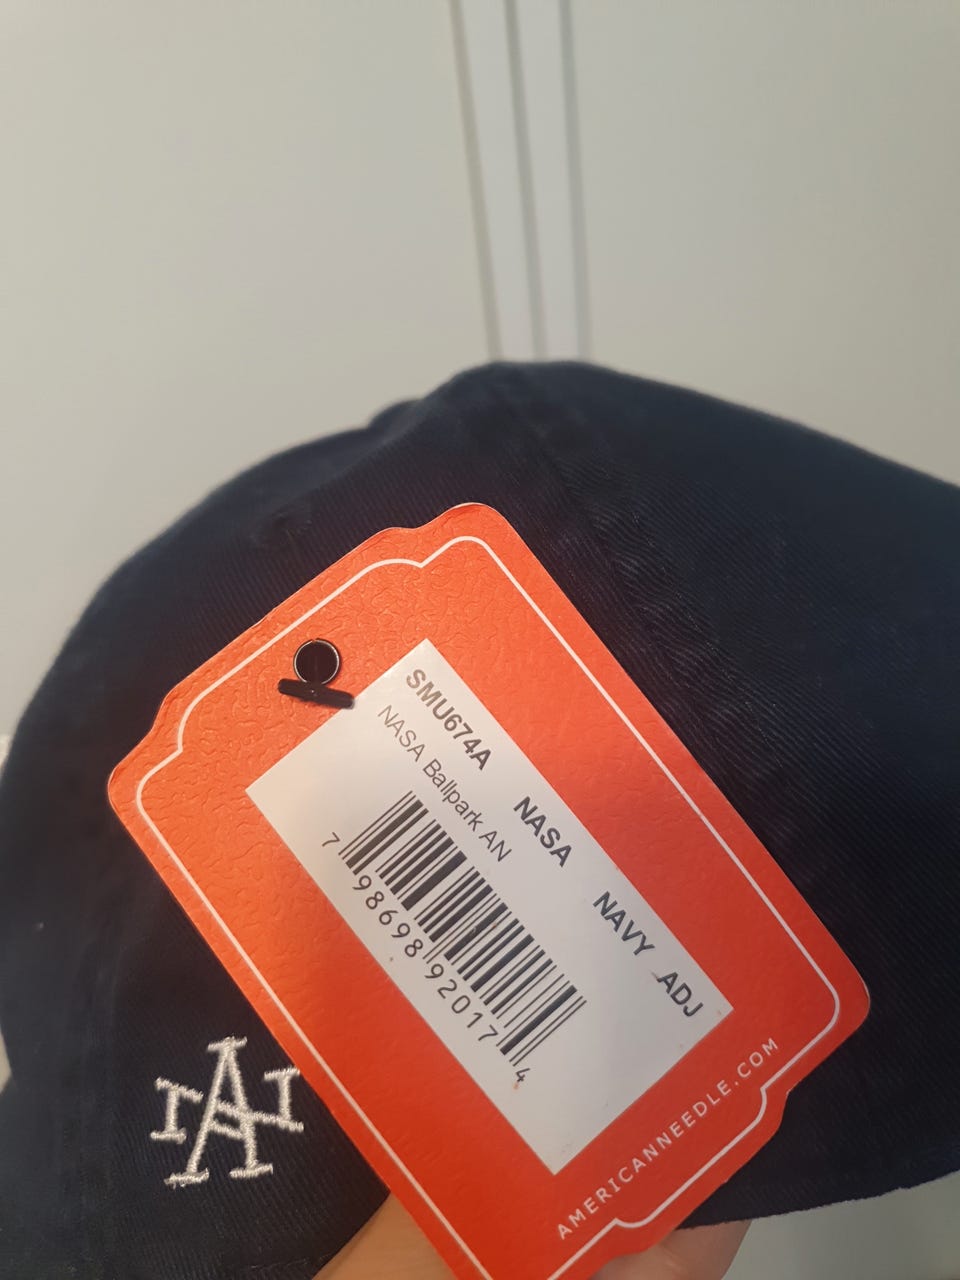 SMU674A NASA NAVY ADJ
NASA Ballpark AN
7 98698 92017 4
AMERICANNEEDLE.COM
AN